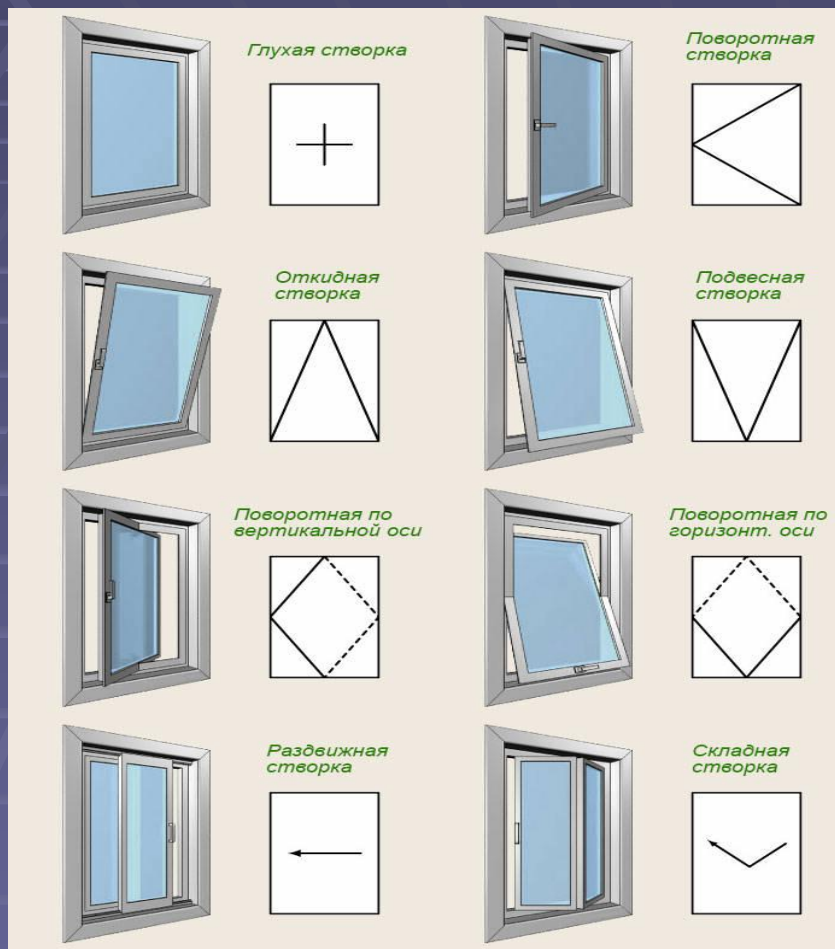 Глухая створка
Поворотная
створка
Откидная
створка
Подвесная
створка
Поворотная по
вертикальной оси
Поворотная по
горизонт. оси
Раздвижная
створка
Складная
створка